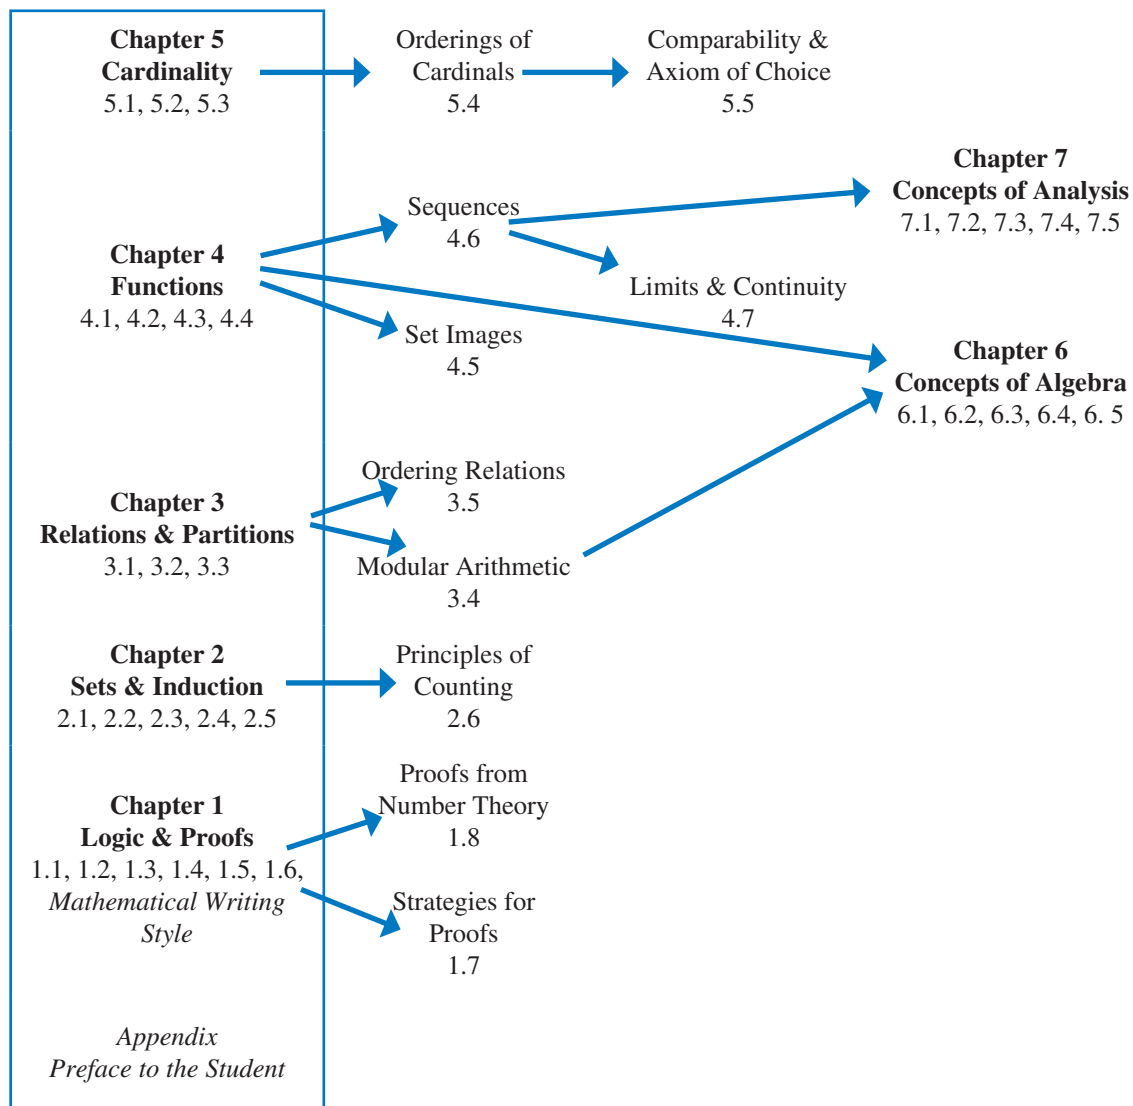 Chapter 5
Cardinality
5.1, 5.2, 5.3
Orderings of
Cardinals
5.4
Comparability &
Axiom of Choice
5.5
Chapter 7
Concepts of Analysis
7.1, 7.2, 7.3, 7.4, 7.5
Sequences
4.6
Chapter 4
Functions
4.1, 4.2, 4.3, 4.4
Limits & Continuity
4.7
Set Images
4.5
Chapter 6
Concepts of Algebra
6.1, 6.2, 6.3, 6.4, 6. 5
Ordering Relations
3.5
Chapter 3
Relations & Partitions
3.1, 3.2, 3.3
Modular Arithmetic
3.4
Chapter 2
Sets & Induction
2.1, 2.2, 2.3, 2.4, 2.5
Principles of
Counting
2.6
Proofs from
Number Theory
1.8
Chapter 1
Logic & Proofs
1.1, 1.2, 1.3, 1.4, 1.5, 1.6,
Mathematical Writing
Style
Strategies for
Proofs
1.7
Appendix
Preface to the Student